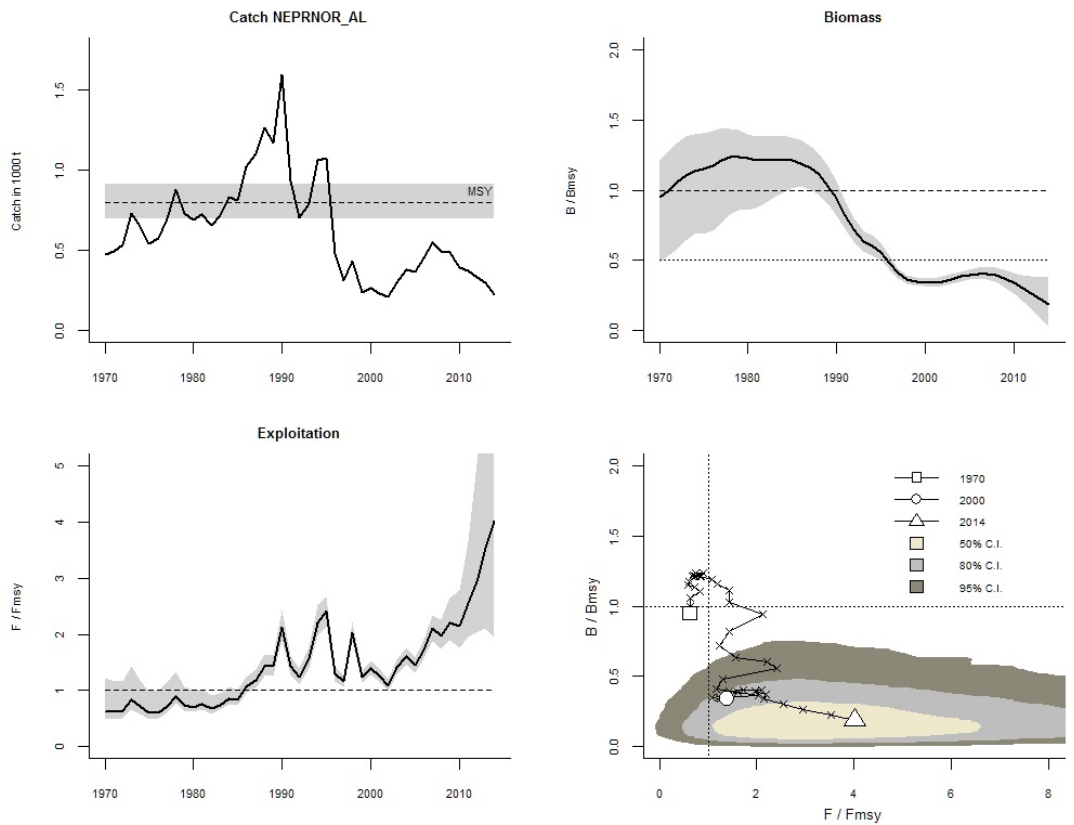 Catch NEPRNOR_AL
Catch in 1000 t
1.5
1.0
0.5
0.0
MSY
1970 1980 1990 2000 2010
Biomass
B / Bmsy
2.0
1.5
1.0
0.5
0.0
1970 1980 1990 2000 2010
Exploitation
F / Fmsy
5
4
3
2
1
0
1970 1980 1990 2000 2010
B / Bmsy
2.0
1.5
1.0
0.5
0.0
1970
2000
2014
50% C.I.
80% C.I.
95% C.I.
0 2 4 6 8
F / Fmsy